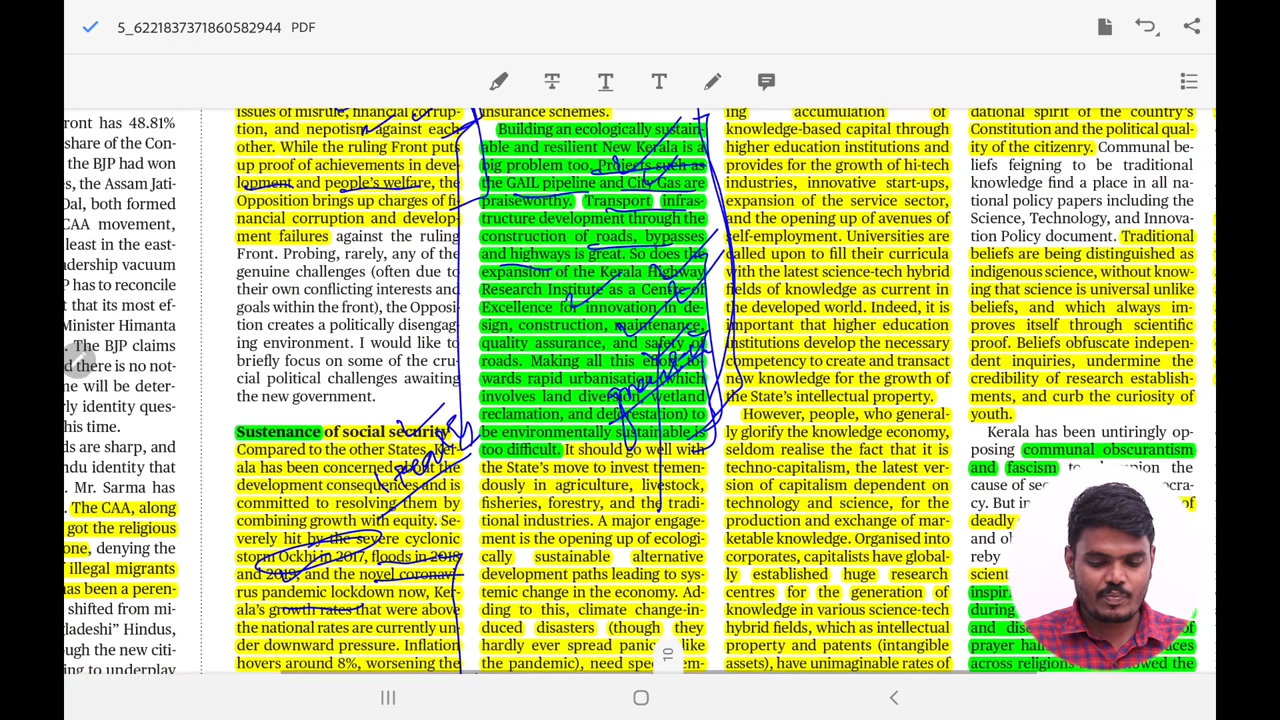 5_6221837371860582944 PDF
ront has 48.81%
share of the Con-
the BJP had won
s, the Assam Jati-
Dal, both formed
CAA movement,
least in the east-
dership vacuum
P has to reconcile
t that its most ef-
Minister Himanta
. The BJP claims
d there is no not-
ne will be deter-
rly identity ques-
this time.
ds are sharp, and
ndu identity that
. Mr. Sarma has
. The CAA, along
got the religious
one, denying the
illegal migrants
has been a peren-
shifted from mi-
gladeshi” Hindus,
ugh the new citi-
ng to underplay
issues of misrule, financial corrup-
tion, and nepotism against each
other. While the ruling Front puts
up proof of achievements in deve-
lopment and people’s welfare, the
Opposition brings up charges of fi-
nancial corruption and develop-
ment failures against the ruling
Front. Probing, rarely, any of the
genuine challenges (often due to
their own conflicting interests and
goals within the front), the Opposi-
tion creates a politically disengag-
ing environment. I would like to
briefly focus on some of the cru-
cial political challenges awaiting
the new government.
Sustenance of social security
Compared to the other States, Ker-
ala has been concerned about the
development consequences and is
committed to resolving them by
combining growth with equity. Se-
verely hit by the severe cyclonic
storm Ockhi in 2017, floods in 2018
and 2019, and the novel coronavi-
rus pandemic lockdown now, Ker-
ala’s growth rates that were above
the national rates are currently un-
der downward pressure. Inflation
hovers around 8%, worsening the
insurance schemes.
Building an ecologically sustain-
able and resilient New Kerala is a
big problem too. Projects such as
the GAIL pipeline and City Gas are
praiseworthy. Transport infras-
tructure development through the
construction of roads, bypasses
and highways is great. So does the
expansion of the Kerala Highway
Research Institute as a Centre of
Excellence for innovation in de-
sign, construction, maintenance,
quality assurance, and safety of
roads. Making all this effort to-
wards rapid urbanisation (which
involves land diversion, wetland
reclamation, and deforestation) to
be environmentally sustainable is
too difficult. It should go well with
the State’s move to invest tremen-
dously in agriculture, livestock,
fisheries, forestry, and the tradi-
tional industries. A major engage-
ment is the opening up of ecologi-
cally sustainable alternative
development paths leading to sys-
temic change in the economy. Ad-
ding to this, climate change-in-
duced disasters (though they
hardly ever spread panic like
the pandemic), need spe em-
10
ing accumulation of
knowledge-based capital through
higher education institutions and
provides for the growth of hi-tech
industries, innovative start-ups,
expansion of the service sector,
and the opening up of avenues of
self-employment. Universities are
called upon to fill their curricula
with the latest science-tech hybrid
fields of knowledge as current in
the developed world. Indeed, it is
important that higher education
institutions develop the necessary
competency to create and transact
new knowledge for the growth of
the State’s intellectual property.
However, people, who general-
ly glorify the knowledge economy,
seldom realise the fact that it is
techno-capitalism, the latest ver-
sion of capitalism dependent on
technology and science, for the
production and exchange of mar-
ketable knowledge. Organised into
corporates, capitalists have global-
ly established huge research
centres for the generation of
knowledge in various science-tech
hybrid fields, which as intellectual
property and patents (intangible
assets), have unimaginable rates of
dational spirit of the country’s
Constitution and the political qual-
ity of the citizenry. Communal be-
liefs feigning to be traditional
knowledge find a place in all na-
tional policy papers including the
Science, Technology, and Innova-
tion Policy document. Traditional
beliefs are being distinguished as
indigenous science, without know-
ing that science is universal unlike
beliefs, and which always im-
proves itself through scientific
proof. Beliefs obfuscate indepen-
dent inquiries, undermine the
credibility of research establish-
ments, and curb the curiosity of
youth.
Kerala has been untiringly op-
posing communal obscurantism
and fascism to the
cause of sec ocra-
cy. But in of
deadly
and ol
reby
scient
inspir
during
and dise of
prayer hal aces
across religions owed the